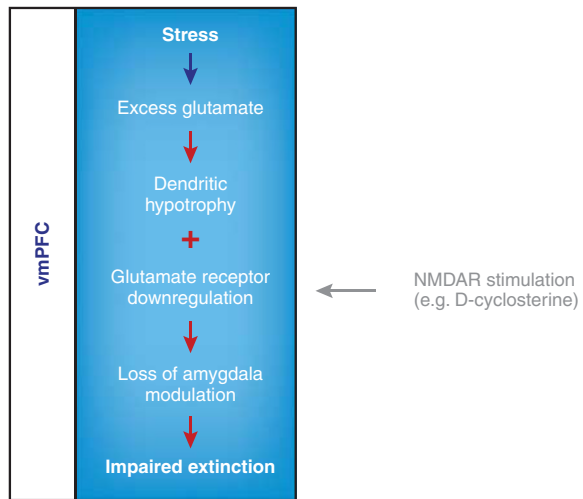 vmPFC
Stress
Excess glutamate
Dendritic
hypotrophy
+
Glutamate receptor
downregulation
NMDAR stimulation
(e.g. D-cyclosterine)
Loss of amygdala
modulation
Impaired extinction